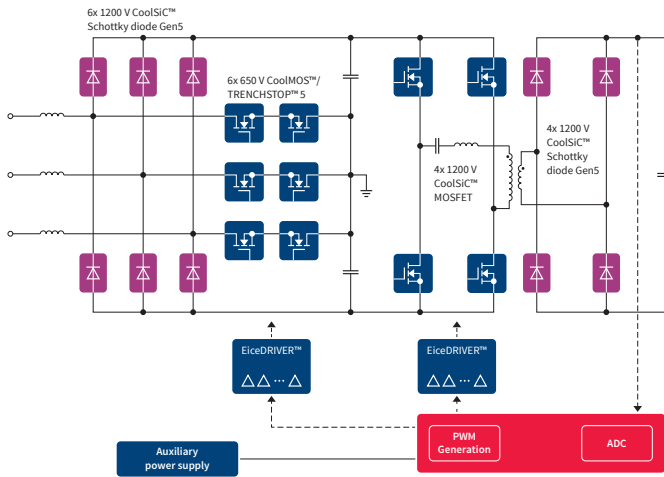 6x 1200 V CoolSiC™
Schottky diode Gen5
6x 650 V CoolMOS™/
TRENCHSTOP™ 5
4x 1200 V
CoolSiC™
MOSFET
4x 1200 V
CoolSiC™
Schottky
diode Gen5
EiceDRIVER™
EiceDRIVER™
PWM
Generation
ADC
Auxiliary
power supply